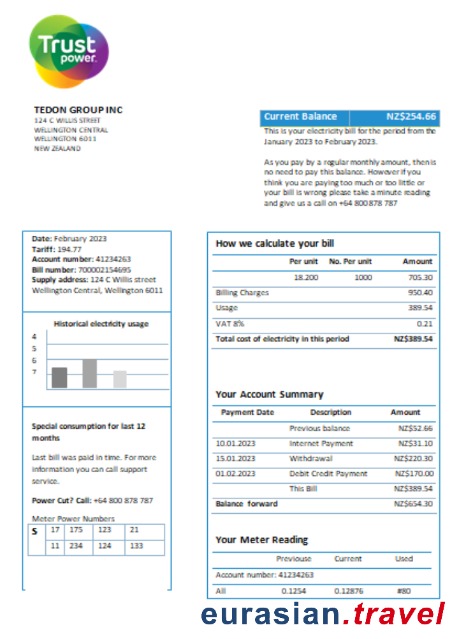 Trust
power.
TEDON GROUP INC
124 C WILLIS STREET
WELLINGTON CENTRAL
WELLINGTON 6011
NEW ZEALAND
Current Balance NZ$254.66
This is your electricity bill for the period from the
January 2023 to February 2023.
As you pay by a regular monthly amount, then is
no need to pay this balance. However if you
think you are paying too much or too little or
your bill is wrong please take a minute reading
and give us a call on +64 800 878 787
Date: February 2023
Tariff: 194.77
Account number: 41234263
Bill number: 700002154695
Supply address: 124 C Willis street
Wellington Central, Wellington 6011
Historical electricity usage
4
5
6
7
Special consumption for last 12
months
Last bill was paid in time. For more
information you can call support
service.
Power Cut? Call: +64 800 878 787
Meter Power Numbers
S 17 175 123 21
11 234 124 133
How we calculate your bill
Per unit No. Per unit Amount
18.200 1000 705.30
Billing Charges 950.40
Usage 389.54
VAT 8% 0.21
Total cost of electricity in this period NZ$389.54
Your Account Summary
Payment Date Description Amount
Previous balance NZ$52.66
10.01.2023 Internet Payment NZ$31.10
15.01.2023 Withdrawal NZ$220.30
01.02.2023 Debit Credit Payment NZ$170.00
This Bill NZ$389.54
Balance forward NZ$654.30
Your Meter Reading
Previouse Current Used
Account number: 41234263
All 0.1254 0.12876 #80
eurasian.travel